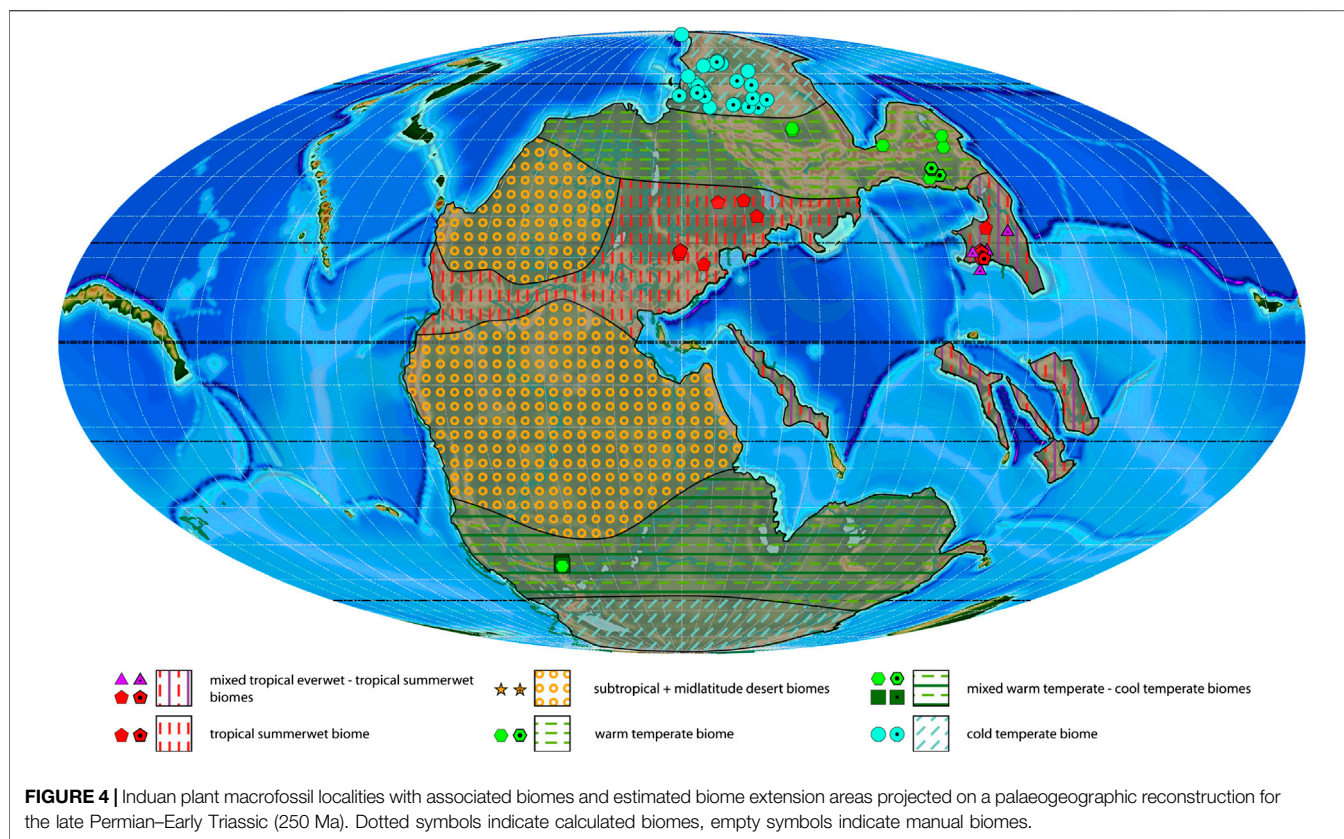 mixed tropical everwet - tropical summerwet
biomes
subtropical + midlatitude desert biomes
mixed warm temperate - cool temperate biomes
tropical summerwet biome
warm temperate biome
cold temperate biome
FIGURE 4 | Induan plant macrofossil localities with associated biomes and estimated biome extension areas projected on a palaeogeographic reconstruction for
the late Permian–Early Triassic (250 Ma). Dotted symbols indicate calculated biomes, empty symbols indicate manual biomes.